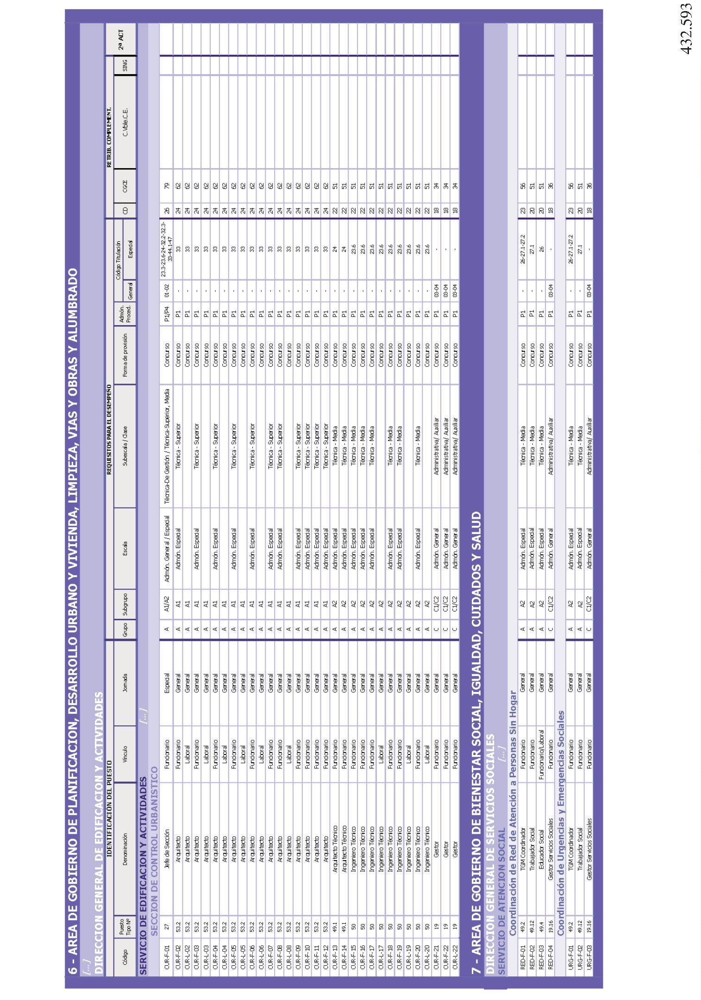 432.593
6 - AREA DE GOBIERNO DE PLANIFICACION, DESARROLLO URBANO Y VIVIENDA, LIMPIEZA, VIAS Y OBRAS Y ALUMBRADO
[...]
DIRECCION GENERAL DE EDIFICACION Y ACTIVIDADES
IDENTIFICACIÓN DEL PUESTO REQUISITOS PARA EL DESEMPEÑO RETRIB. COMPLEMENT. 2ª ACT
Código Puesto Tipo Nº Denominación Vínculo Jornada Grupo Subgrupo Escala Subescala / Clase Forma de provisión Admón. Proced. Código Titulación General Especial CD CGCE C.Vble.C.E. SING
SERVICIO DE EDIFICACION Y ACTIVIDADES [...]
SECCION DE CONTROL URBANISTICO
CUR-F-01 27 Jefe de Sección Funcionario Especial A A1/A2 Admón. General / Especial Técnica-De Gestión / Técnica-Superior, Media Concurso P1/P4 01-02 23.3-23.6-24-32.2-32.3-33-44.1-47 26 79
CUR-F-02 53.2 Arquitecto Funcionario General A A1 Admón. Especial Técnica - Superior Concurso P1 - 33 24 62
CUR-L-02 53.2 Arquitecto Laboral General A A1 Concurso P1 - 33 24 62
CUR-F-03 53.2 Arquitecto Funcionario General A A1 Admón. Especial Técnica - Superior Concurso P1 - 33 24 62
CUR-L-03 53.2 Arquitecto Laboral General A A1 Concurso P1 - 33 24 62
CUR-F-04 53.2 Arquitecto Funcionario General A A1 Admón. Especial Técnica - Superior Concurso P1 - 33 24 62
CUR-L-04 53.2 Arquitecto Laboral General A A1 Concurso P1 - 33 24 62
CUR-F-05 53.2 Arquitecto Funcionario General A A1 Admón. Especial Técnica - Superior Concurso P1 - 33 24 62
CUR-L-05 53.2 Arquitecto Laboral General A A1 Concurso P1 - 33 24 62
CUR-F-06 53.2 Arquitecto Funcionario General A A1 Admón. Especial Técnica - Superior Concurso P1 - 33 24 62
CUR-L-06 53.2 Arquitecto Laboral General A A1 Concurso P1 - 33 24 62
CUR-F-07 53.2 Arquitecto Funcionario General A A1 Admón. Especial Técnica - Superior Concurso P1 - 33 24 62
CUR-F-08 53.2 Arquitecto Funcionario General A A1 Admón. Especial Técnica - Superior Concurso P1 - 33 24 62
CUR-L-08 53.2 Arquitecto Laboral General A A1 Concurso P1 - 33 24 62
CUR-F-09 53.2 Arquitecto Funcionario General A A1 Admón. Especial Técnica - Superior Concurso P1 - 33 24 62
CUR-F-10 53.2 Arquitecto Funcionario General A A1 Admón. Especial Técnica - Superior Concurso P1 - 33 24 62
CUR-F-11 53.2 Arquitecto Funcionario General A A1 Admón. Especial Técnica - Superior Concurso P1 - 33 24 62
CUR-F-12 53.2 Arquitecto Funcionario General A A1 Admón. Especial Técnica - Superior Concurso P1 - 33 24 62
CUR-F-13 49.1 Arquitecto Técnico Funcionario General A A2 Admón. Especial Técnica - Media Concurso P1 - 24 22 51
CUR-F-14 49.1 Arquitecto Técnico Funcionario General A A2 Admón. Especial Técnica - Media Concurso P1 - 24 22 51
CUR-F-15 50 Ingeniero Técnico Funcionario General A A2 Admón. Especial Técnica - Media Concurso P1 - 23.6 22 51
CUR-F-16 50 Ingeniero Técnico Funcionario General A A2 Admón. Especial Técnica - Media Concurso P1 - 23.6 22 51
CUR-F-17 50 Ingeniero Técnico Funcionario General A A2 Admón. Especial Técnica - Media Concurso P1 - 23.6 22 51
CUR-L-17 50 Ingeniero Técnico Laboral General A A2 Concurso P1 - 23.6 22 51
CUR-F-18 50 Ingeniero Técnico Funcionario General A A2 Admón. Especial Técnica - Media Concurso P1 - 23.6 22 51
CUR-F-19 50 Ingeniero Técnico Funcionario General A A2 Admón. Especial Técnica - Media Concurso P1 - 23.6 22 51
CUR-L-19 50 Ingeniero Técnico Laboral General A A2 Concurso P1 - 23.6 22 51
CUR-F-20 50 Ingeniero Técnico Funcionario General A A2 Admón. Especial Técnica - Media Concurso P1 - 23.6 22 51
CUR-L-20 50 Ingeniero Técnico Laboral General A A2 Concurso P1 - 23.6 22 51
CUR-F-21 19 Gestor Funcionario General C C1/C2 Admón. General Administrativa/ Auxiliar Concurso P1 03-04 - 18 34
CUR-F-22 19 Gestor Funcionario General C C1/C2 Admón. General Administrativa/ Auxiliar Concurso P1 03-04 - 18 34
CUR-L-22 19 Gestor Funcionario General C C1/C2 Admón. General Administrativa/ Auxiliar Concurso P1 03-04 - 18 34
7 - AREA DE GOBIERNO DE BIENESTAR SOCIAL, IGUALDAD, CUIDADOS Y SALUD
DIRECCION GENERAL DE SERVICIOS SOCIALES
SERVICIO DE ATENCION SOCIAL [...]
Coordinación de Red de Atención a Personas Sin Hogar
RED-F-01 49.2 TGM Coordinador Funcionario General A A2 Admón. Especial Técnica - Media Concurso P1 - 26-27.1-27.2 23 56
RED-F-02 49.12 Trabajador Social Funcionario General A A2 Admón. Especial Técnica - Media Concurso P1 - 27.1 20 51
RED-F-03 49.4 Educador Social Funcionario/Laboral General A A2 Admón. Especial Técnica - Media Concurso P1 - 26 20 51
RED-F-04 19.16 Gestor Servicios Sociales Funcionario General C C1/C2 Admón. General Administrativa/ Auxiliar Concurso P1 03-04 - 18 36
Coordinación de Urgencias y Emergencias Sociales
URG-F-01 49.2 TGM Coordinador Funcionario General A A2 Admón. Especial Técnica - Media Concurso P1 - 26-27.1-27.2 23 56
URG-F-02 49.12 Trabajador Social Funcionario General A A2 Admón. Especial Técnica - Media Concurso P1 - 27.1 20 51
URG-F-03 19.16 Gestor Servicios Sociales Funcionario General C C1/C2 Admón. General Administrativa/ Auxiliar Concurso P1 03-04 - 18 36